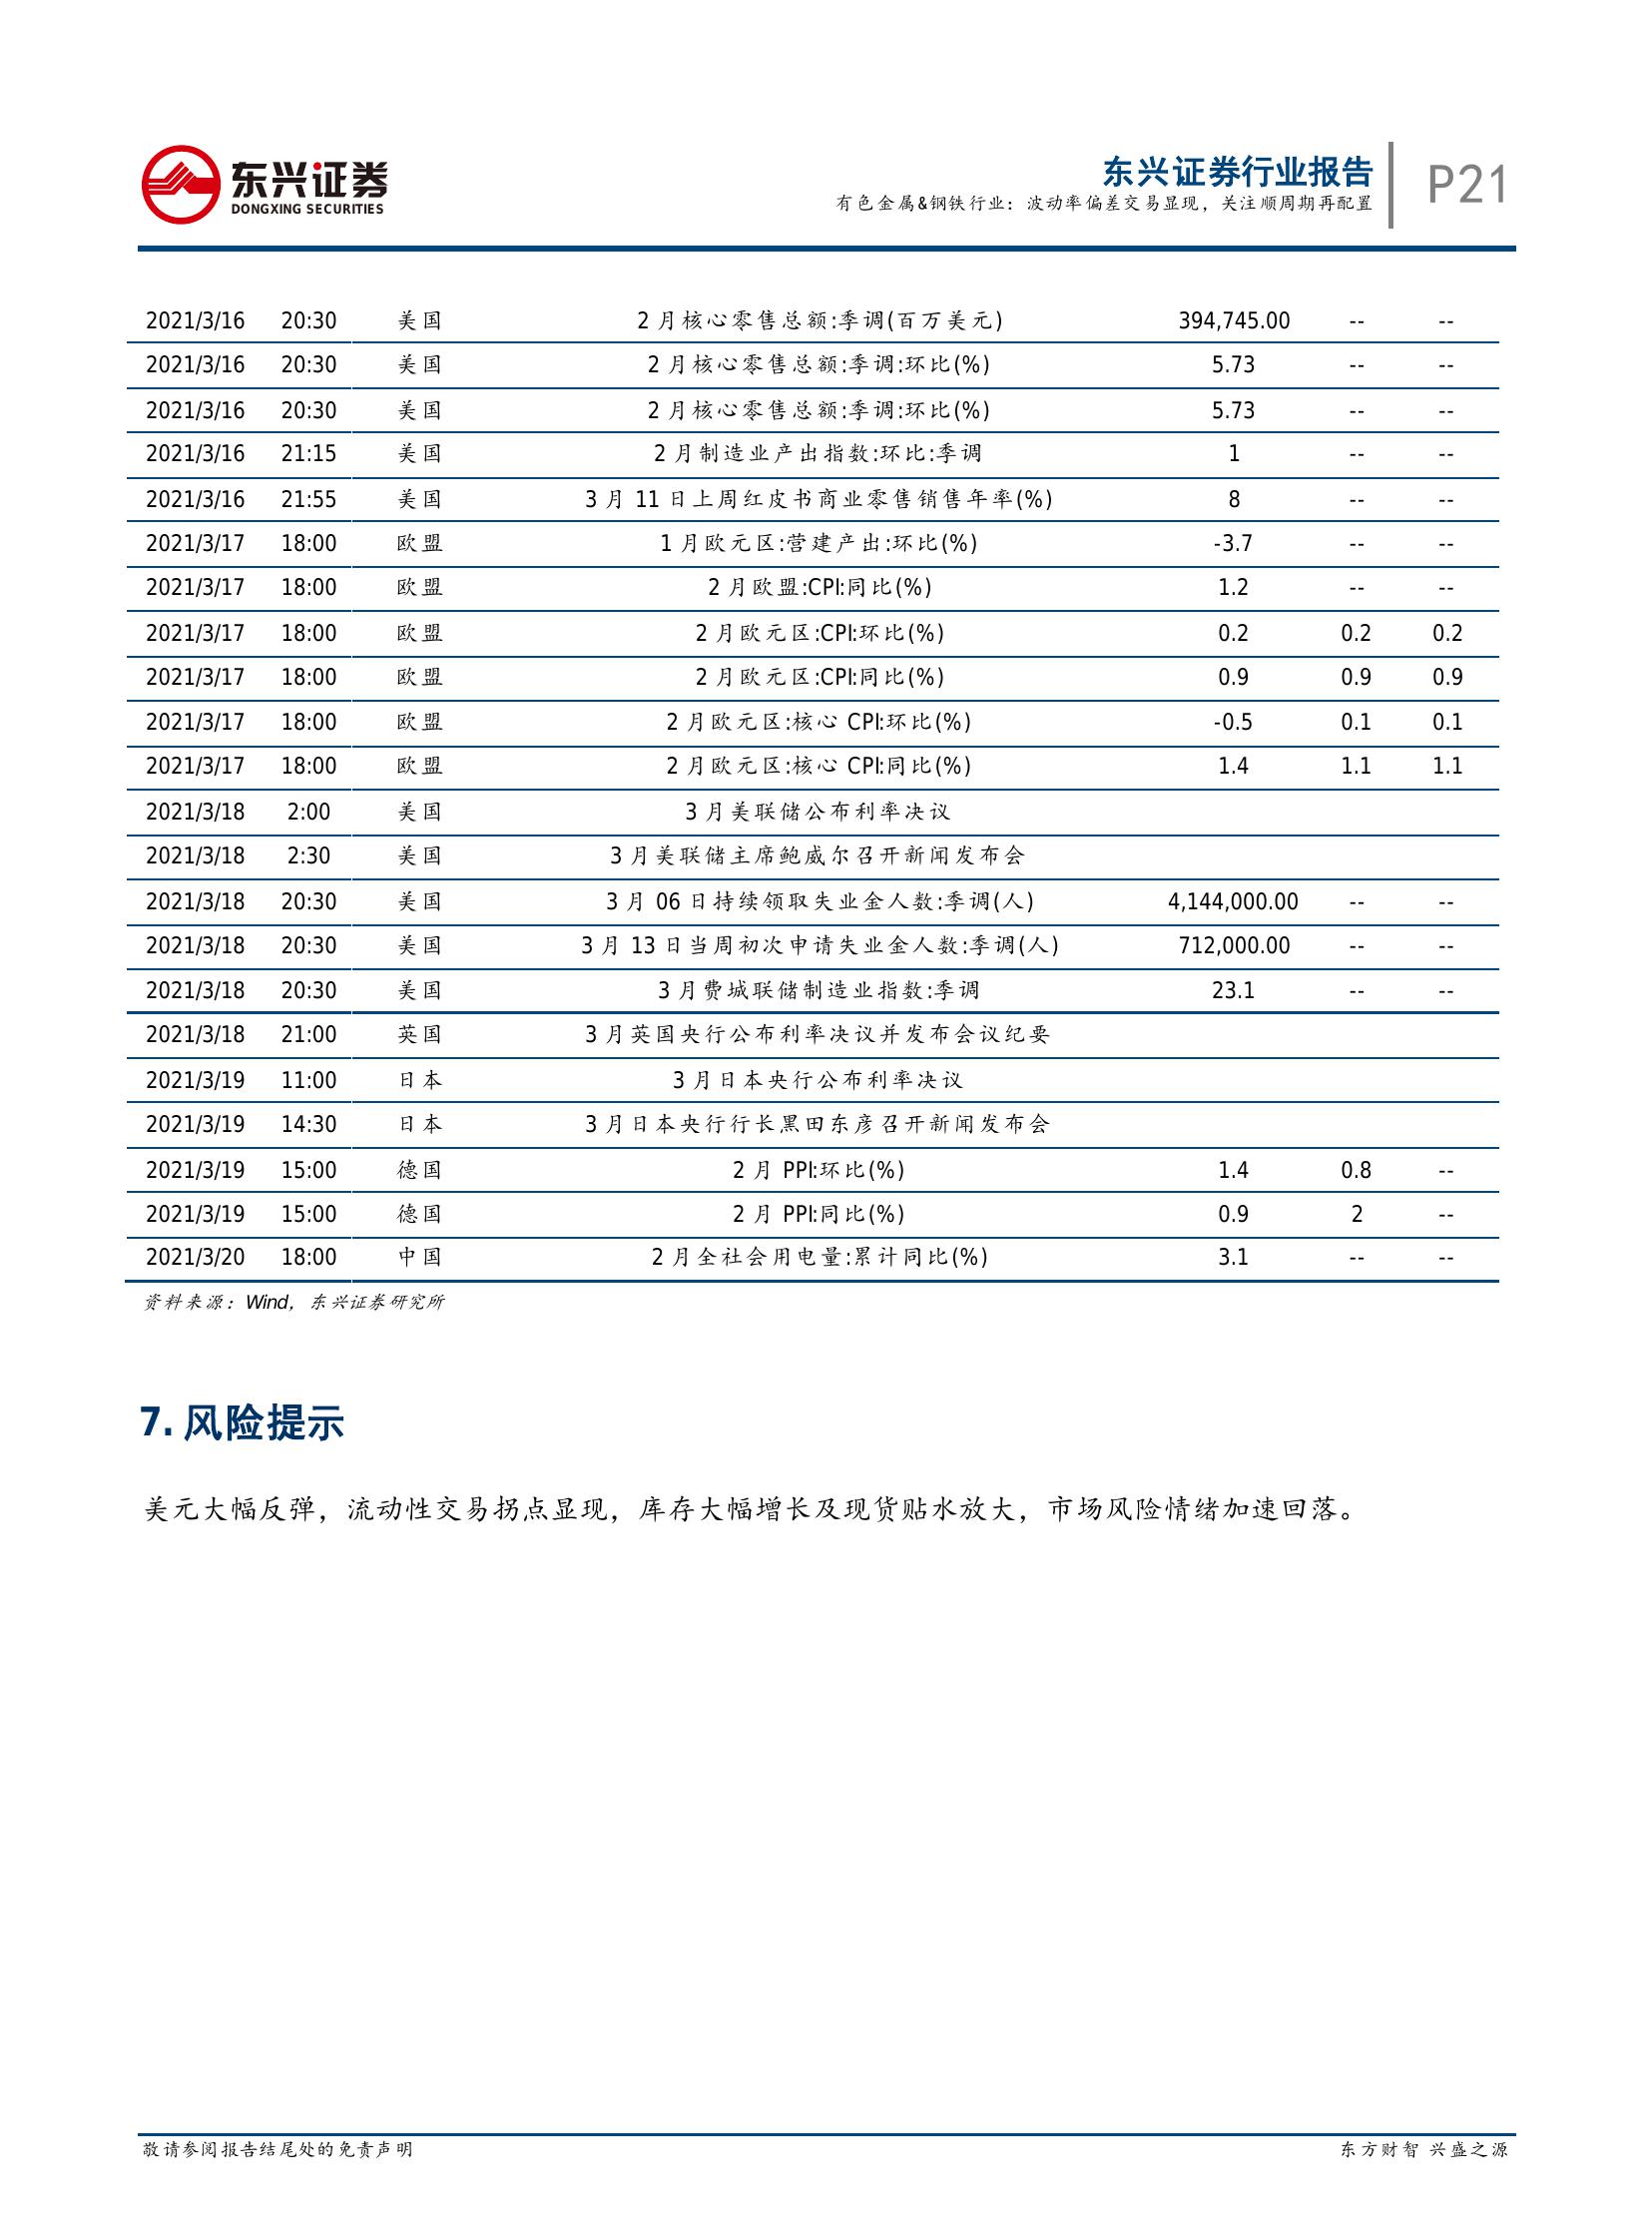 东兴证券
DONGXING SECURITIES
东兴证券行业报告
有色金属&钢铁行业：波动率偏差交易显现，关注顺周期再配置
P21
2021/3/16 20:30 美国 2 月核心零售总额:季调(百万美元) 394,745.00 -- --
2021/3/16 20:30 美国 2 月核心零售总额:季调:环比(%) 5.73 -- --
2021/3/16 20:30 美国 2 月核心零售总额:季调:环比(%) 5.73 -- --
2021/3/16 21:15 美国 2 月制造业产出指数:环比:季调 1 -- --
2021/3/16 21:55 美国 3 月 11 日上周红皮书商业零售销售年率(%) 8 -- --
2021/3/17 18:00 欧盟 1 月欧元区:营建产出:环比(%) -3.7 -- --
2021/3/17 18:00 欧盟 2 月欧盟:CPI:同比(%) 1.2 -- --
2021/3/17 18:00 欧盟 2 月欧元区:CPI:环比(%) 0.2 0.2 0.2
2021/3/17 18:00 欧盟 2 月欧元区:CPI:同比(%) 0.9 0.9 0.9
2021/3/17 18:00 欧盟 2 月欧元区:核心 CPI:环比(%) -0.5 0.1 0.1
2021/3/17 18:00 欧盟 2 月欧元区:核心 CPI:同比(%) 1.4 1.1 1.1
2021/3/18 2:00 美国 3 月美联储公布利率决议
2021/3/18 2:30 美国 3 月美联储主席鲍威尔召开新闻发布会
2021/3/18 20:30 美国 3 月 06 日持续领取失业金人数:季调(人) 4,144,000.00 -- --
2021/3/18 20:30 美国 3 月 13 日当周初次申请失业金人数:季调(人) 712,000.00 -- --
2021/3/18 20:30 美国 3 月费城联储制造业指数:季调 23.1 -- --
2021/3/18 21:00 英国 3 月英国央行公布利率决议并发布会议纪要
2021/3/19 11:00 日本 3 月日本央行公布利率决议
2021/3/19 14:30 日本 3 月日本央行行长黑田东彦召开新闻发布会
2021/3/19 15:00 德国 2 月 PPI:环比(%) 1.4 0.8 --
2021/3/19 15:00 德国 2 月 PPI:同比(%) 0.9 2 --
2021/3/20 18:00 中国 2 月全社会用电量:累计同比(%) 3.1 -- --
资料来源：Wind，东兴证券研究所
7. 风险提示
美元大幅反弹，流动性交易拐点显现，库存大幅增长及现货贴水放大，市场风险情绪加速回落。
敬请参阅报告结尾处的免责声明
东方财智 兴盛之源